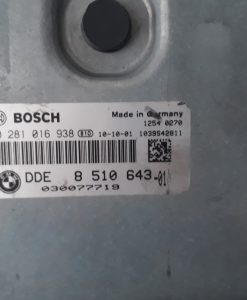 BOSCH
Made in Germany
1254 0270
0 281 016 938 10-10-01 1039S42811
DDE 8 510 643-01
030077719